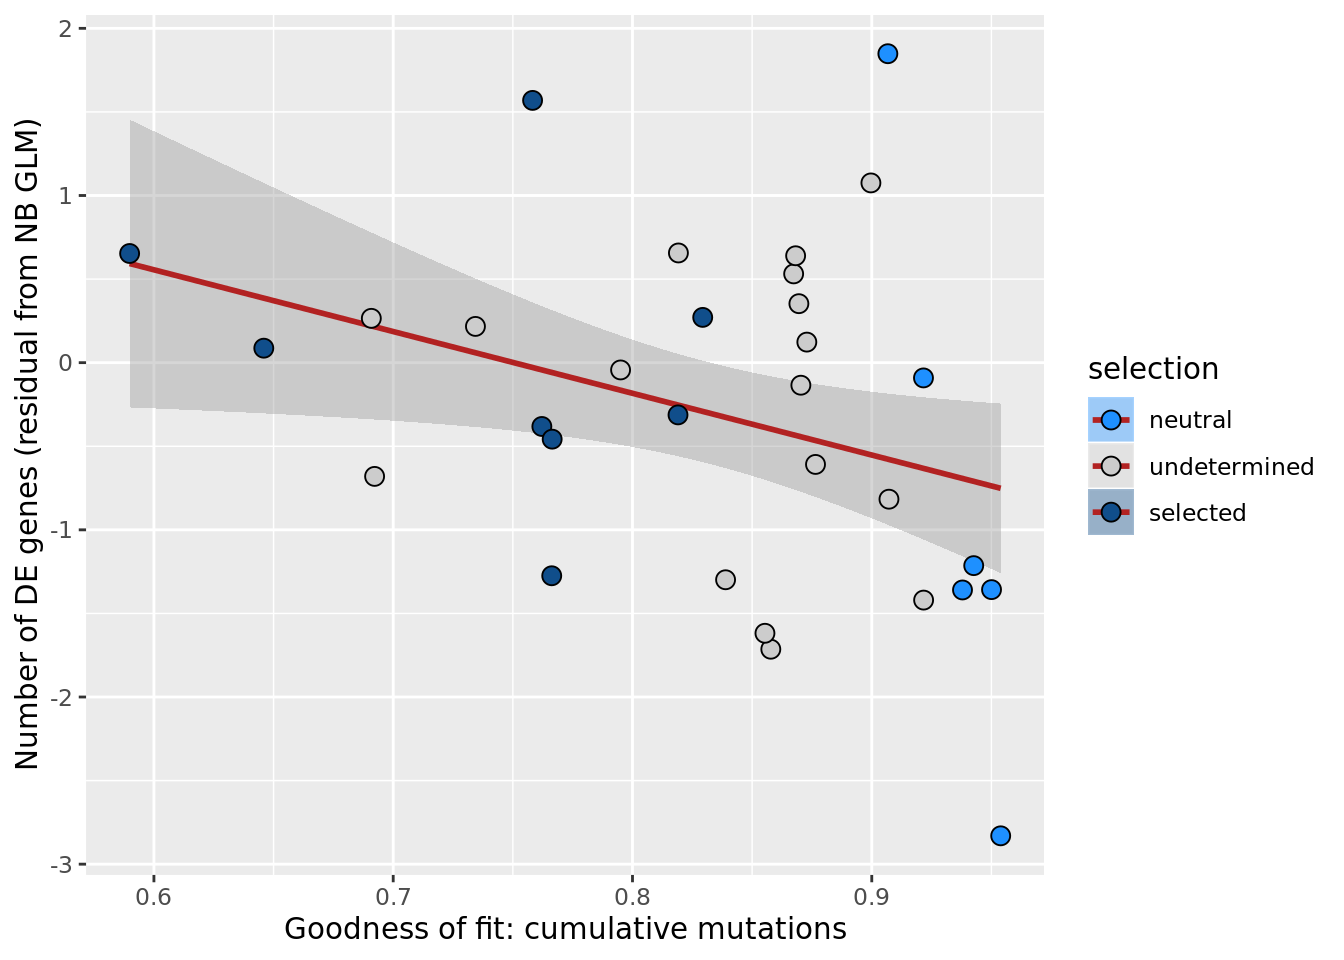 Number of DE genes (residual from NB GLM)
2
1
0
-1
-2
-3
0.6
0.7
0.8
0.9
Goodness of fit: cumulative mutations
selection
neutral
undetermined
selected